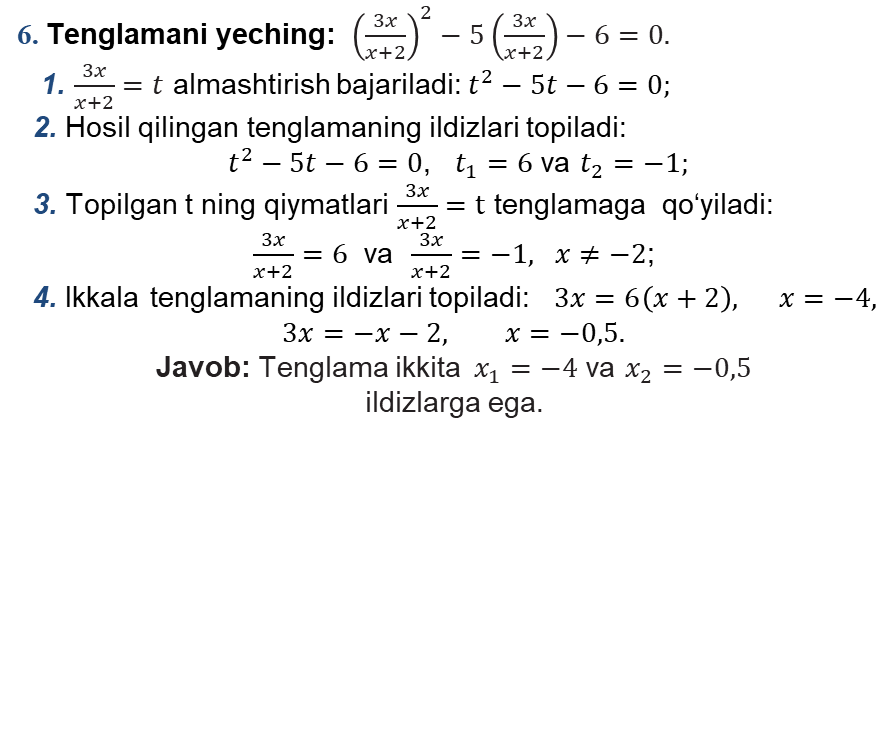 6. Tenglamani yeching: (3x/(x+2))² − 5(3x/(x+2)) − 6 = 0.
1. 3x/(x+2) = t almashtirish bajariladi: t² − 5t − 6 = 0;
2. Hosil qilingan tenglamaning ildizlari topiladi:
t² − 5t − 6 = 0, t₁ = 6 va t₂ = −1;
3. Topilgan t ning qiymatlari 3x/(x+2) = t tenglamaga qo‘yiladi:
3x/(x+2) = 6 va 3x/(x+2) = −1, x ≠ −2;
4. Ikkala tenglamaning ildizlari topiladi: 3x = 6(x + 2), x = −4,
3x = −x − 2, x = −0,5.
Javob: Tenglama ikkita x₁ = −4 va x₂ = −0,5
ildizlarga ega.